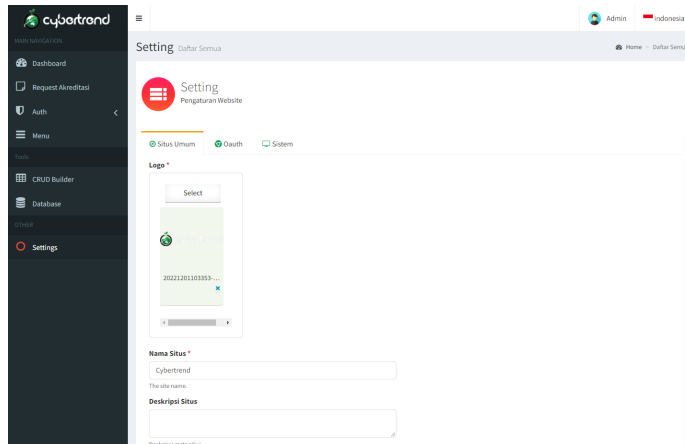 cybertrend
Admin
Indonesia
MAIN NAVIGATION
Dashboard
Request Akreditasi
Auth
Menu
Tools
CRUD Builder
Database
OTHER
Settings
Setting Daftar Semua
Home
Daftar Semu
Setting
Pengaturan Website
Situs Umum
Oauth
Sistem
Logo *
Select
20221201103353-...
Nama Situs *
Cybertrend
The site name.
Deskripsi Situs